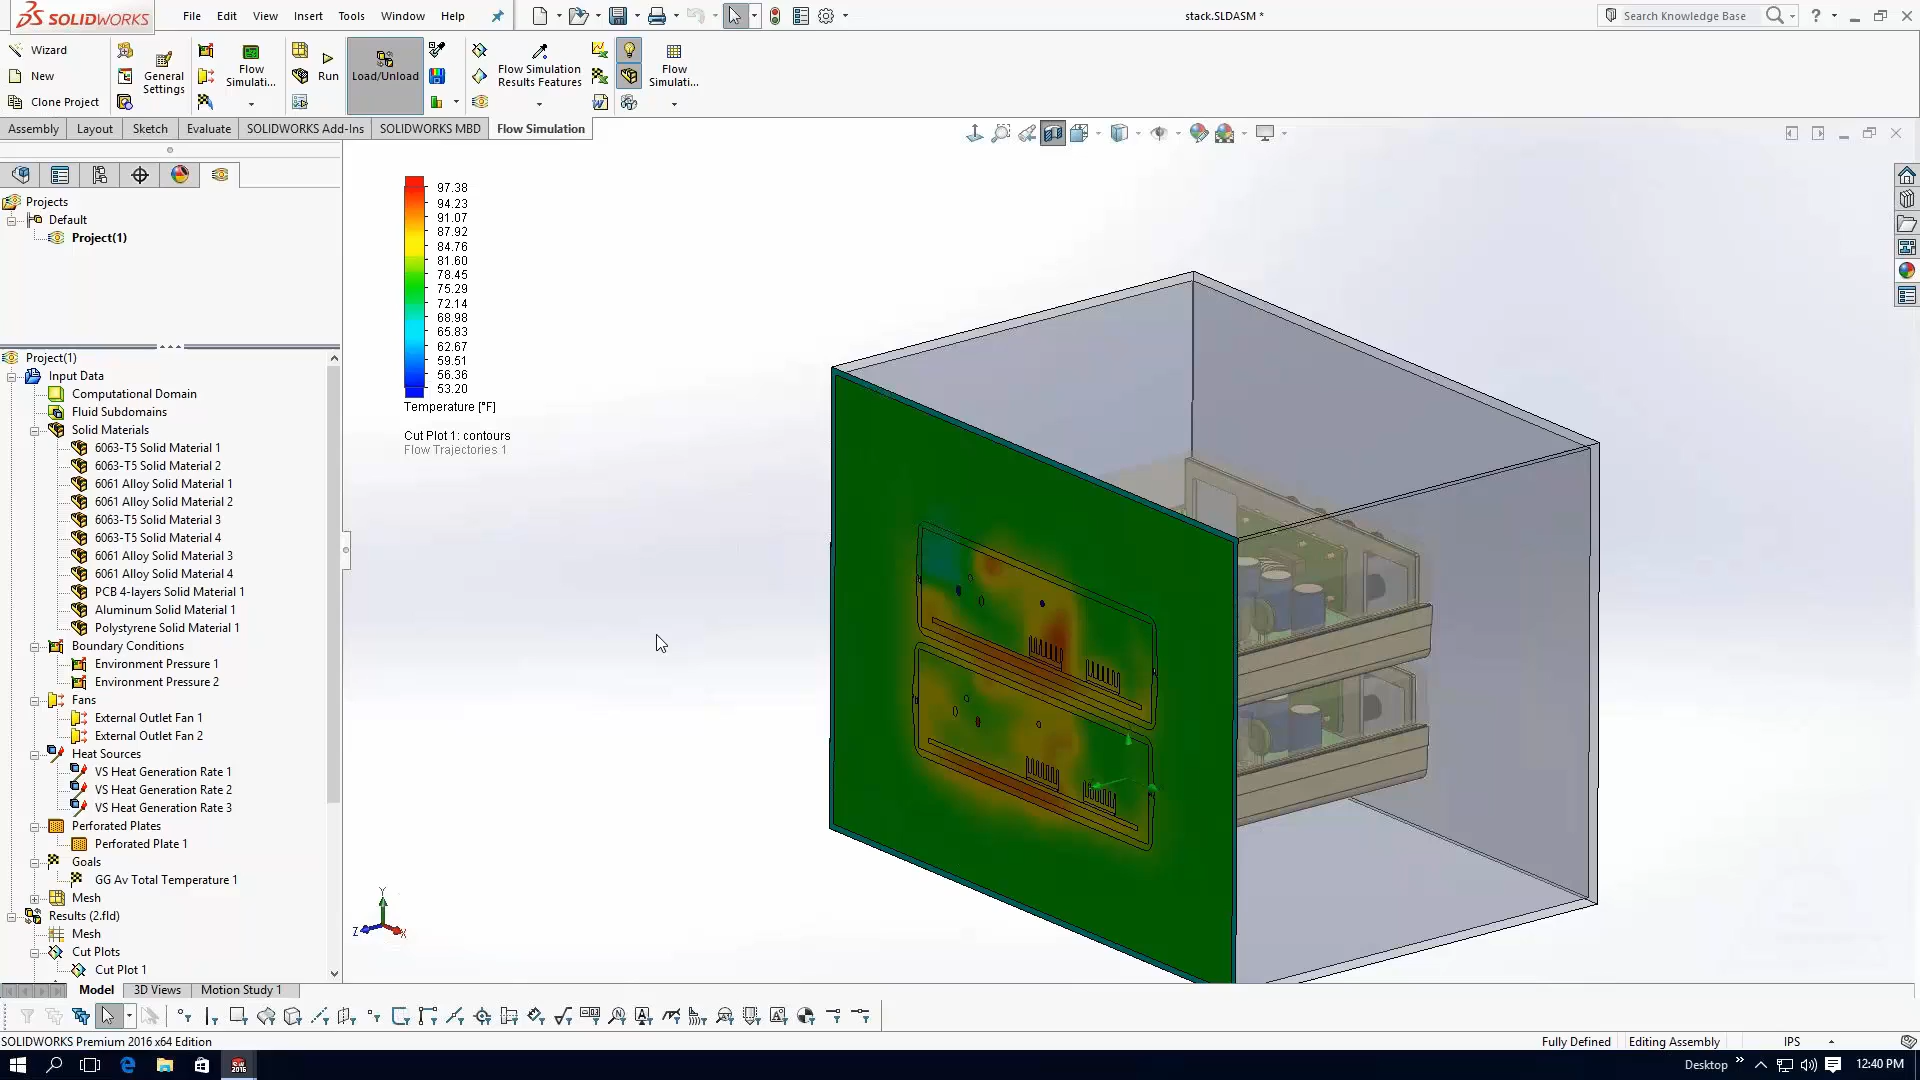 SOLIDWORKS
File Edit View Insert Tools Window Help
stack.SLDASM *
Search Knowledge Base
?
Wizard
New
Clone Project
General Settings
Flow Simulati...
Run
Load/Unload
Flow Simulation Results Features
Flow Simulati...
Assembly Layout Sketch Evaluate SOLIDWORKS Add-Ins SOLIDWORKS MBD Flow Simulation
Projects
Default
Project(1)
Project(1)
Input Data
Computational Domain
Fluid Subdomains
Solid Materials
6063-T5 Solid Material 1
6063-T5 Solid Material 2
6061 Alloy Solid Material 1
6061 Alloy Solid Material 2
6063-T5 Solid Material 3
6063-T5 Solid Material 4
6061 Alloy Solid Material 3
6061 Alloy Solid Material 4
PCB 4-layers Solid Material 1
Aluminum Solid Material 1
Polystyrene Solid Material 1
Boundary Conditions
Environment Pressure 1
Environment Pressure 2
Fans
External Outlet Fan 1
External Outlet Fan 2
Heat Sources
VS Heat Generation Rate 1
VS Heat Generation Rate 2
VS Heat Generation Rate 3
Perforated Plates
Perforated Plate 1
Goals
GG Av Total Temperature 1
Mesh
Results (2.fld)
Mesh
Cut Plots
Cut Plot 1
97.38
94.23
91.07
87.92
84.76
81.60
78.45
75.29
72.14
68.98
65.83
62.67
59.51
56.36
53.20
Temperature [°F]
Cut Plot 1: contours
Flow Trajectories 1
Y
Z
X
Model 3D Views Motion Study 1
SOLIDWORKS Premium 2016 x64 Edition
Fully Defined Editing Assembly IPS
Desktop
12:40 PM